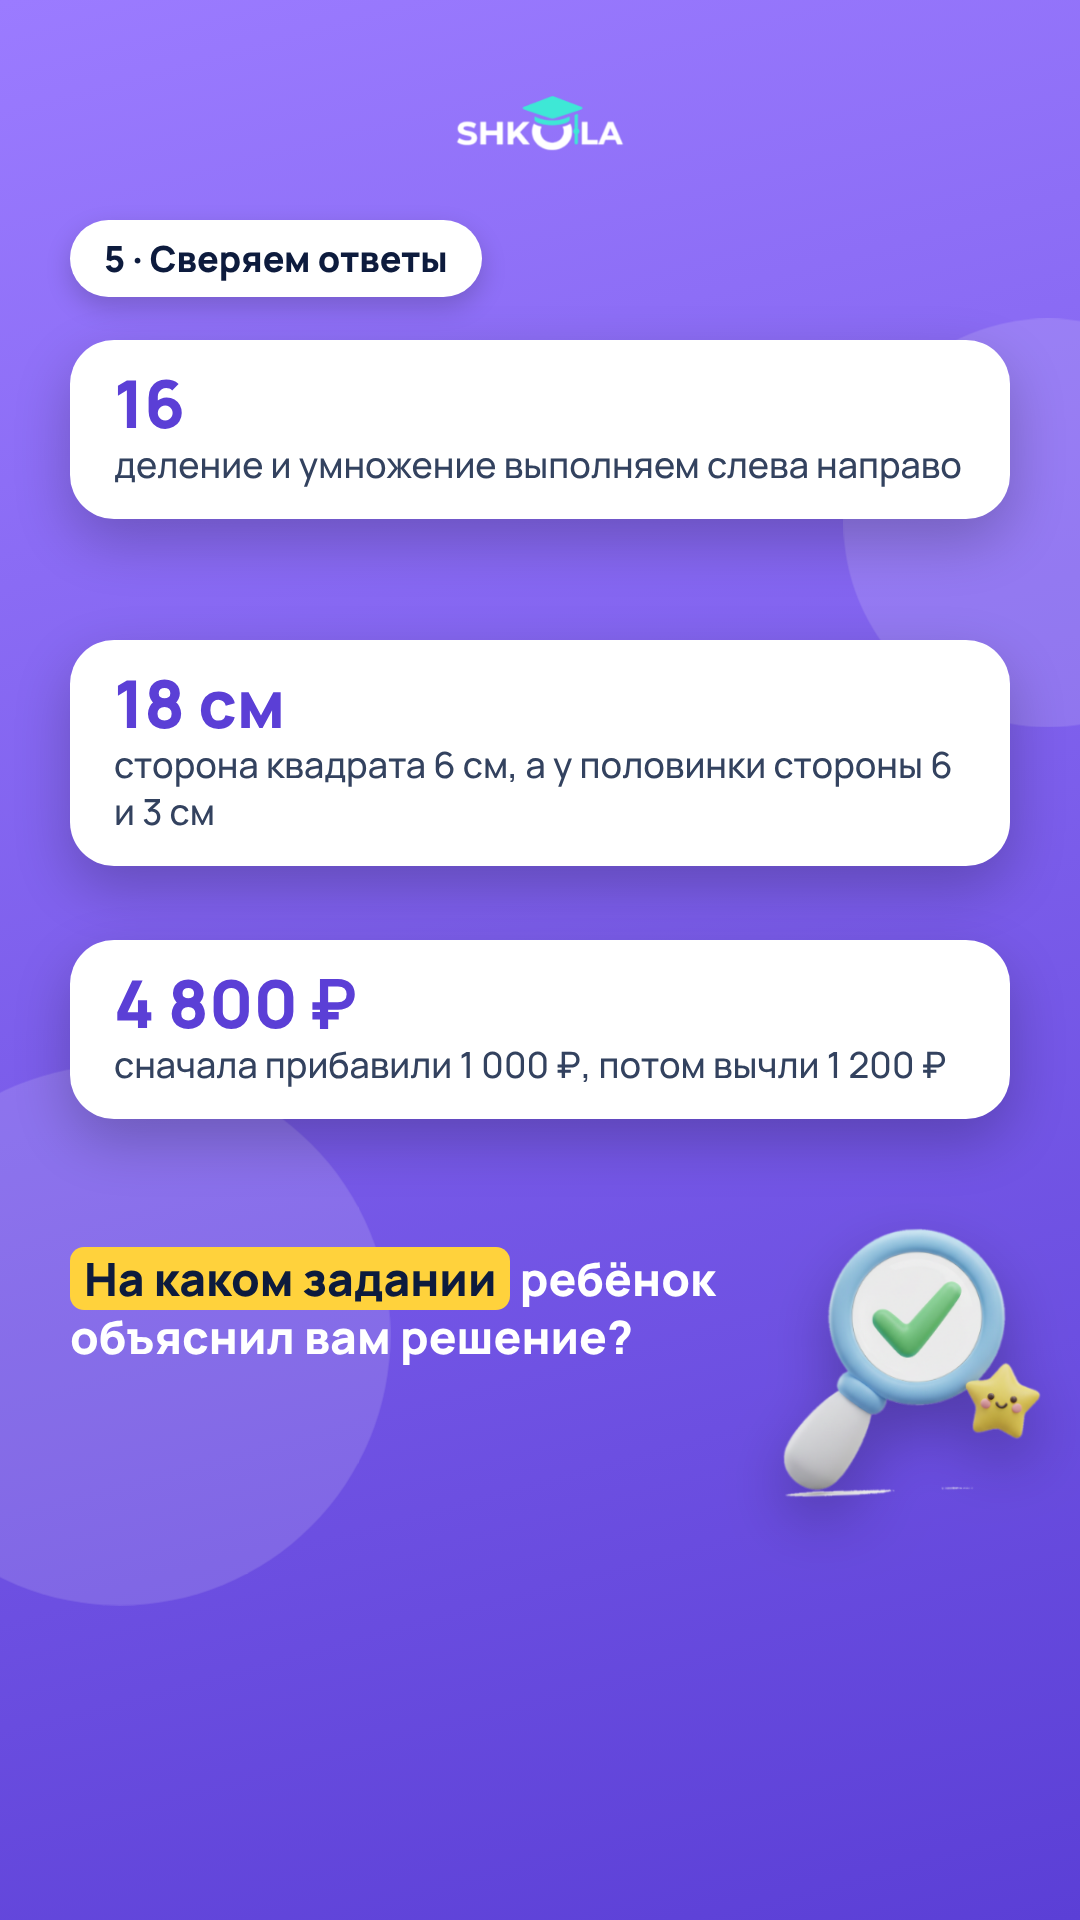 SHKOLA
5 · Сверяем ответы
16
деление и умножение выполняем слева направо
18 см
сторона квадрата 6 см, а у половинки стороны 6
и 3 см
4 800 ₽
сначала прибавили 1 000 ₽, потом вычли 1 200 ₽
На каком задании ребёнок
объяснил вам решение?